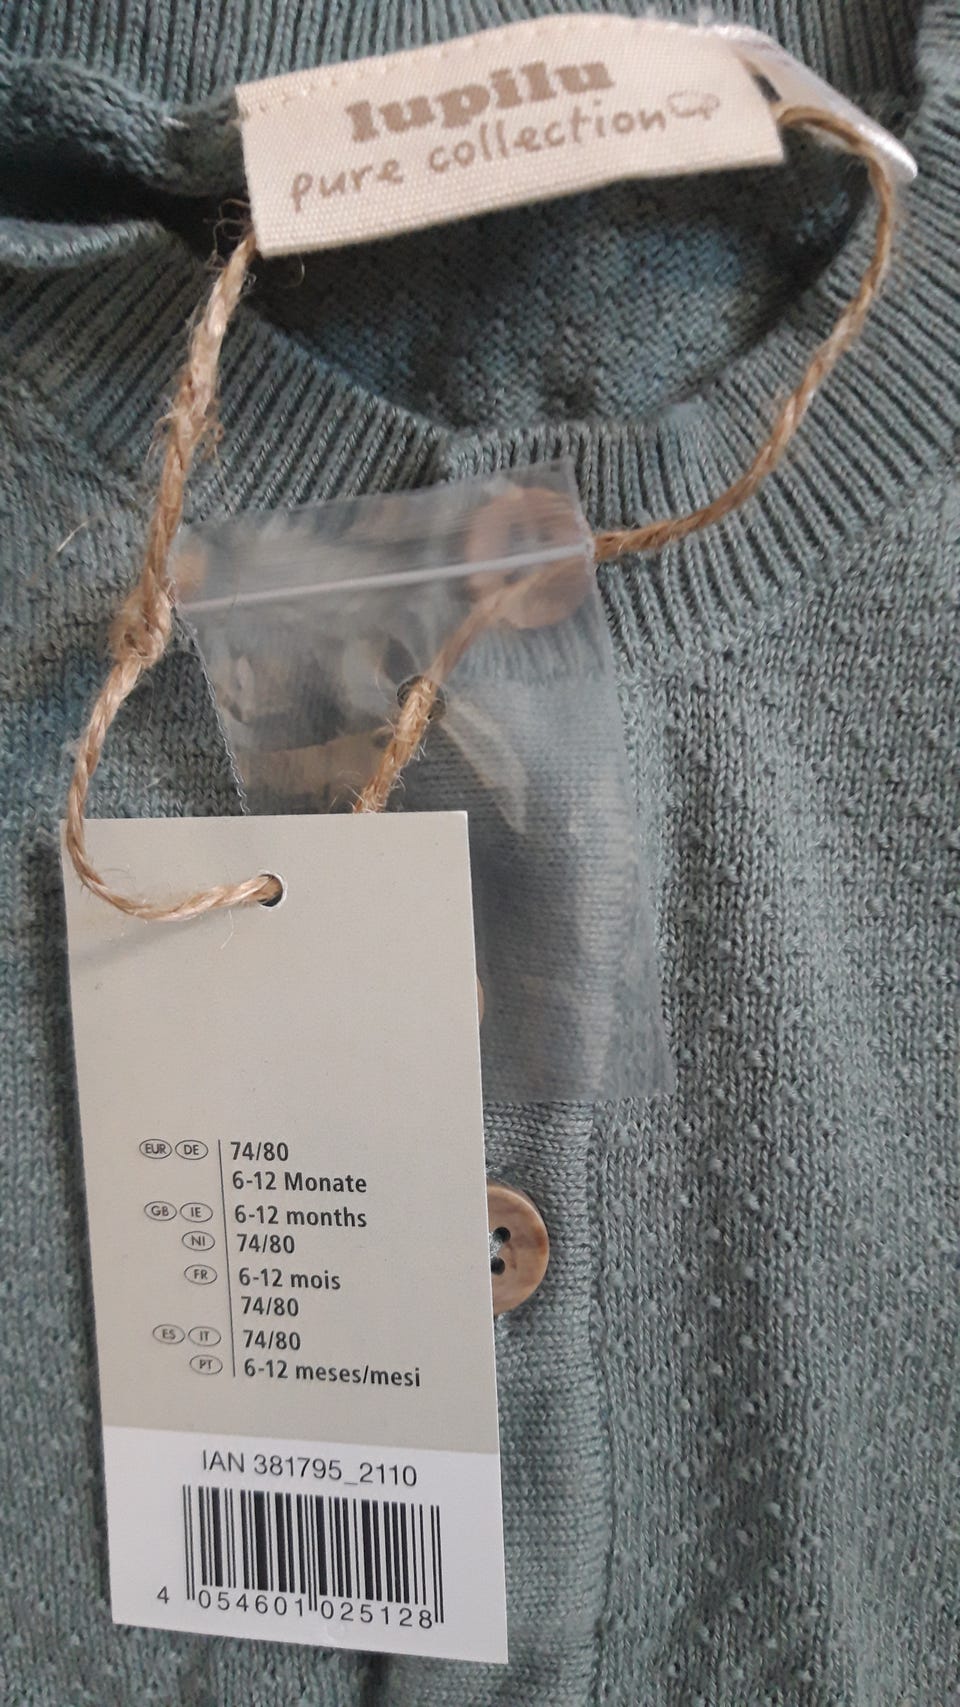 lupilu
pure collection
EUR DE 74/80
6-12 Monate
GB IE 6-12 months
NI 74/80
FR 6-12 mois
74/80
ES IT 74/80
PT 6-12 meses/mesi
IAN 381795_2110
4 054601 025128